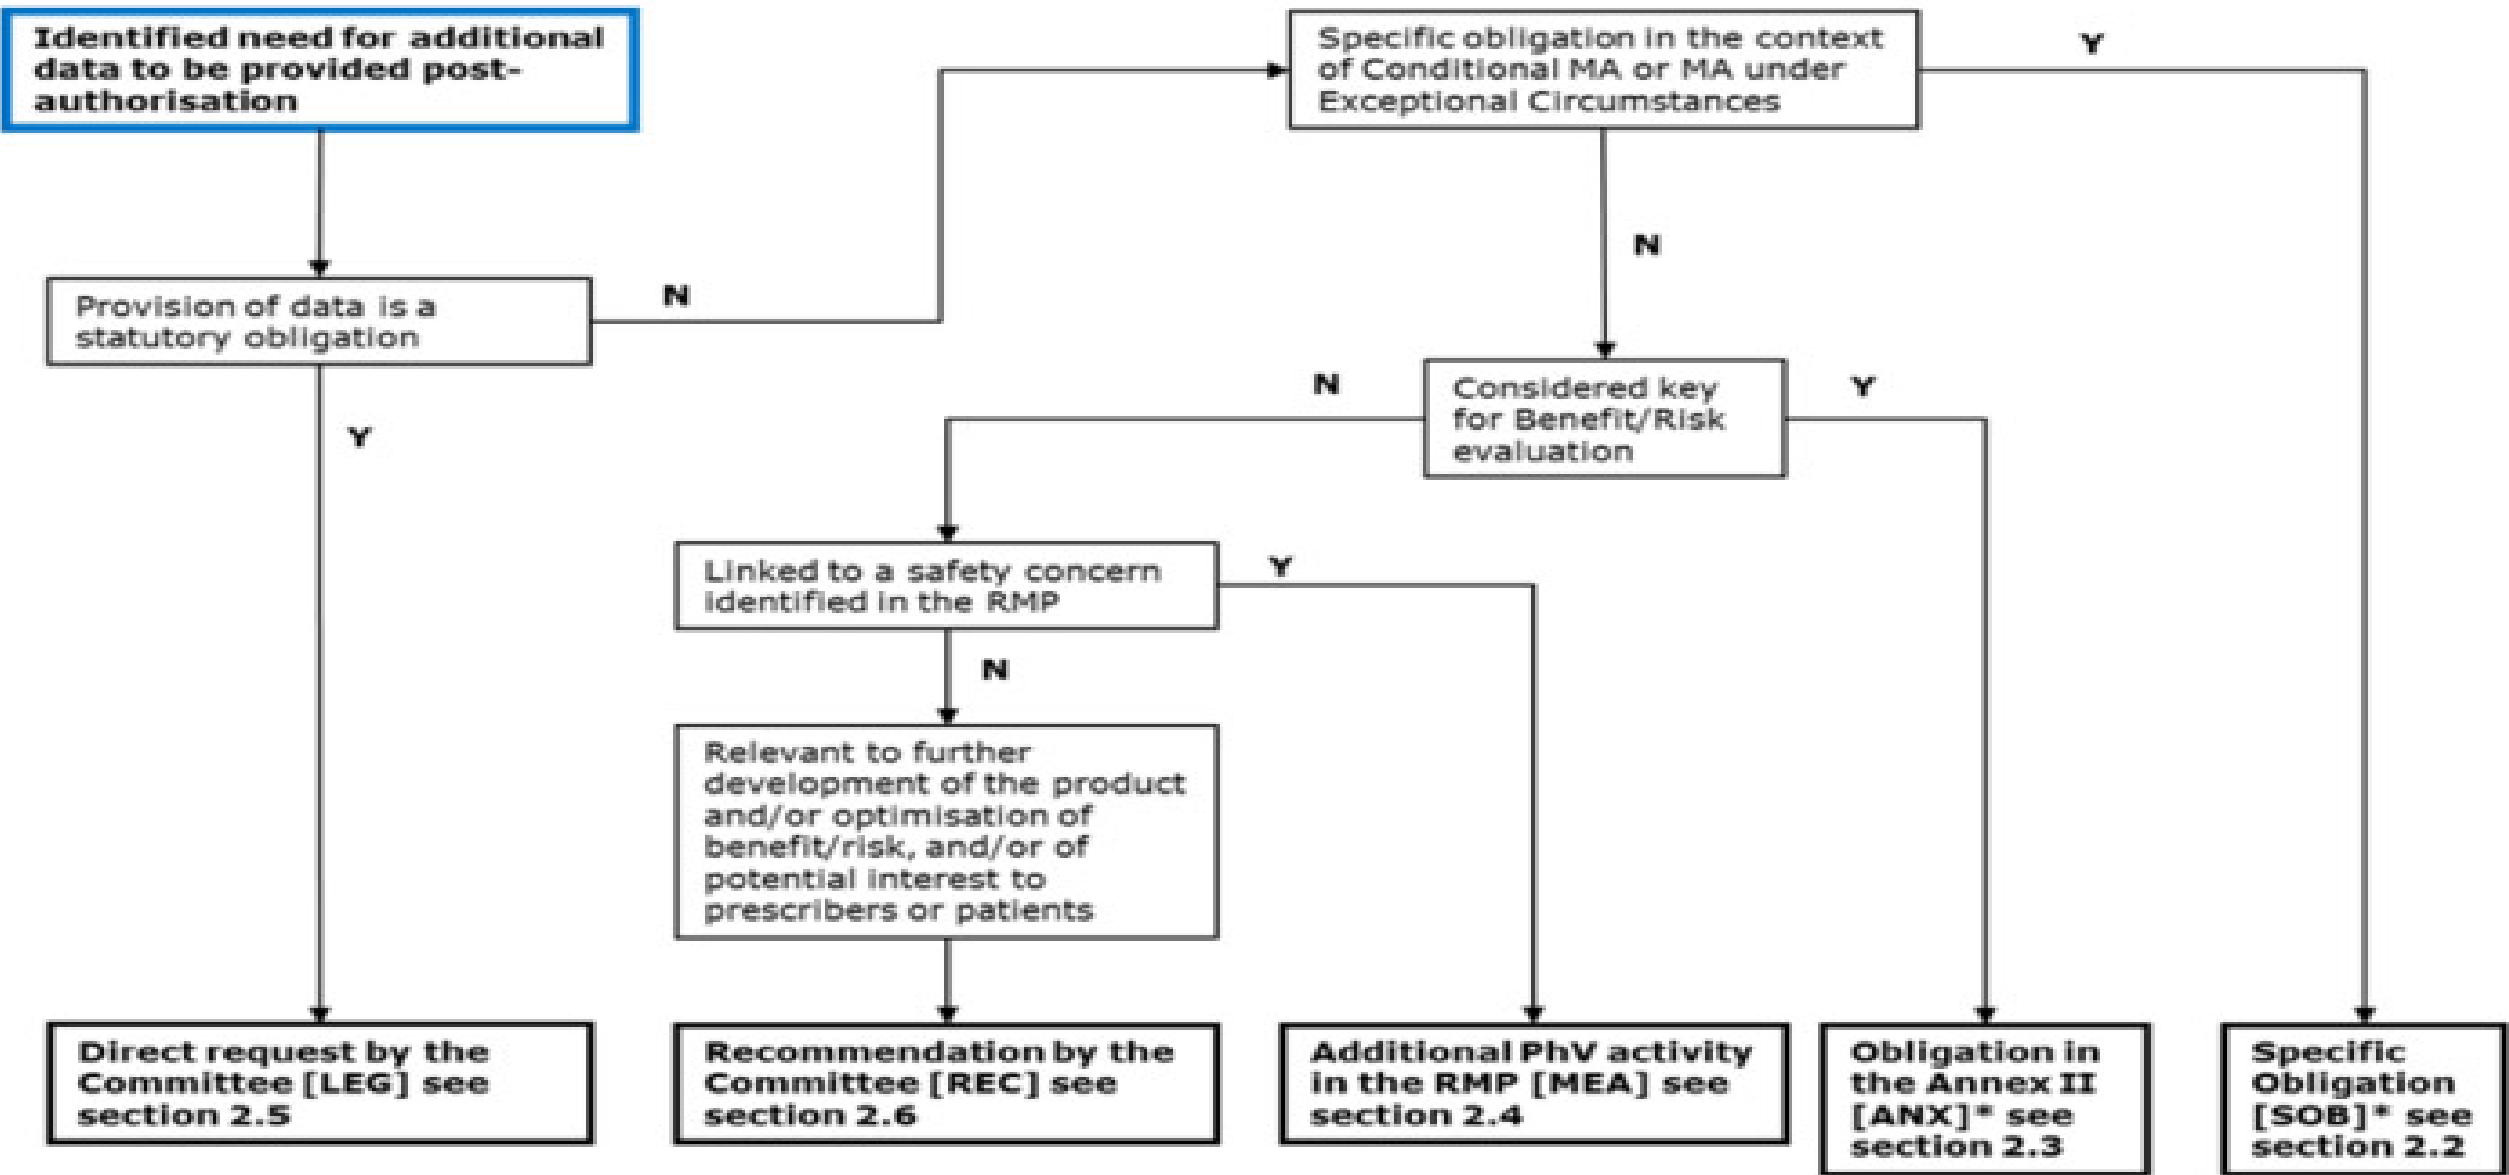 Identified need for additional
data to be provided post-
authorisation
Specific obligation in the context
of Conditional MA or MA under
Exceptional Circumstances
Y
N
Provision of data is a
statutory obligation
N
Y
Considered key
for Benefit/Risk
evaluation
N
Y
Linked to a safety concern
identified in the RMP
Y
N
Relevant to further
development of the product
and/or optimisation of
benefit/risk, and/or of
potential interest to
prescribers or patients
Direct request by the
Committee [LEG] see
section 2.5
Recommendation by the
Committee [REC] see
section 2.6
Additional PhV activity
in the RMP [MEA] see
section 2.4
Obligation in
the Annex II
[ANX]* see
section 2.3
Specific
Obligation
[SOB]* see
section 2.2